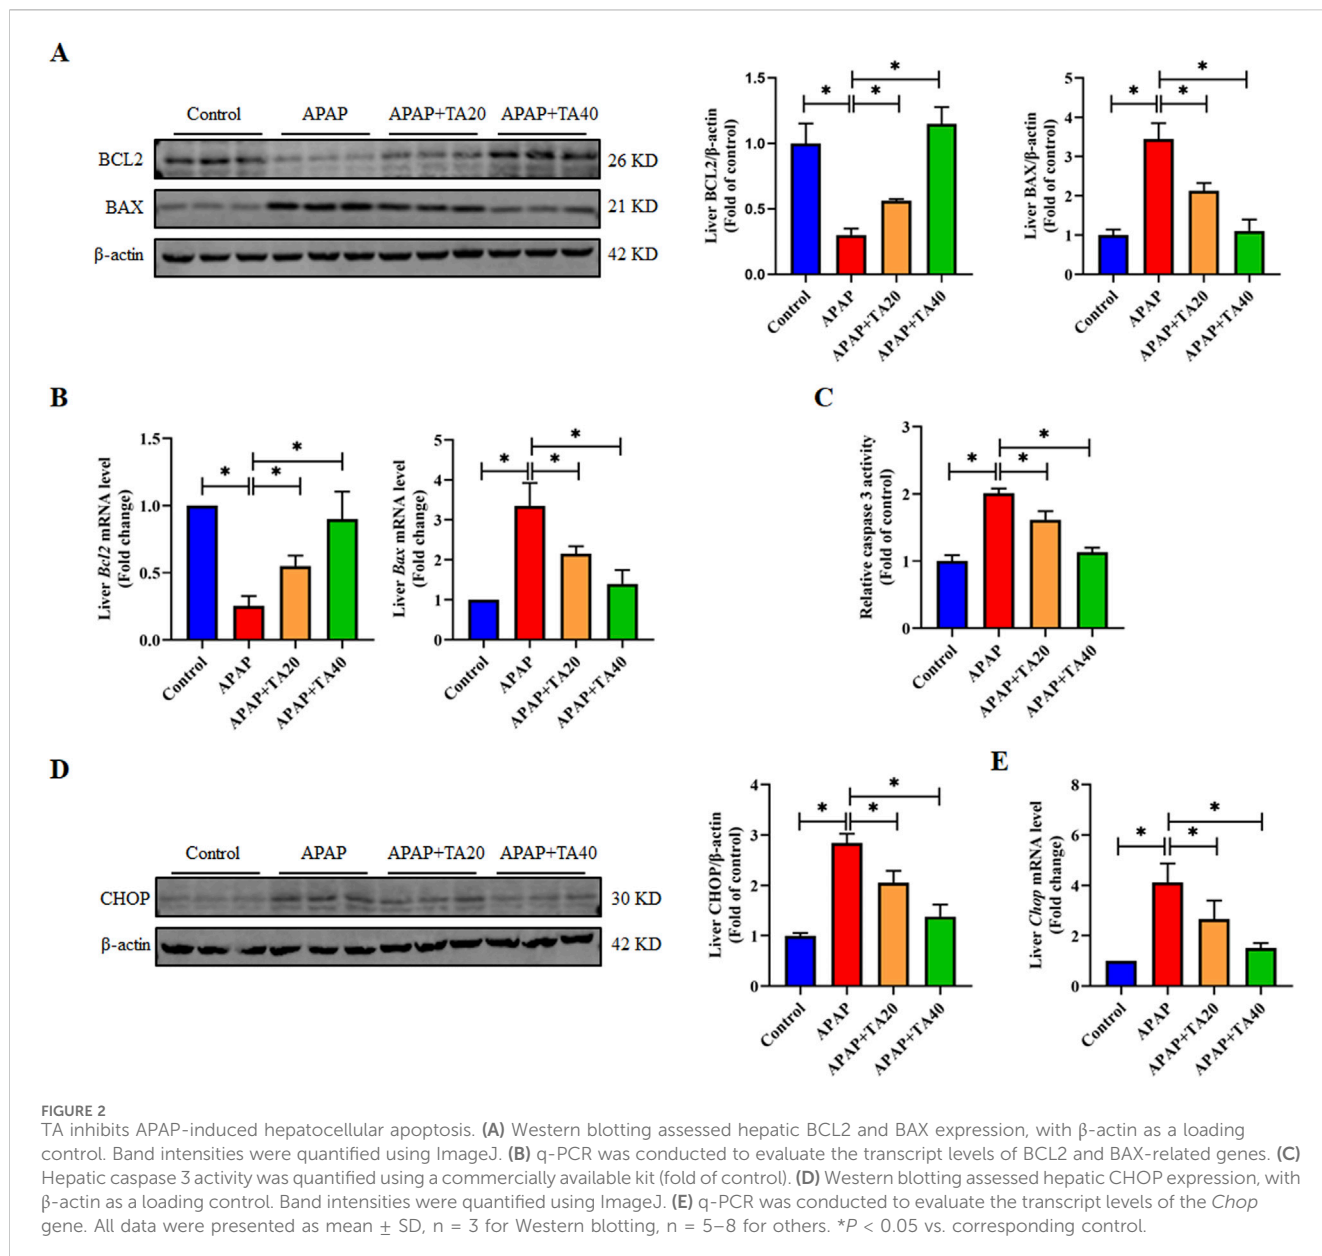 A
Control APAP APAP+TA20 APAP+TA40
BCL2 26 KD
BAX 21 KD
β-actin 42 KD
Liver BCL2/β-actin
(Fold of control)
1.5
1.0
0.5
0.0
* * *
Control APAP APAP+TA20 APAP+TA40
Liver BAX/β-actin
(Fold of control)
5
4
3
2
1
0
* * *
Control APAP APAP+TA20 APAP+TA40
B
Liver Bcl2 mRNA level
(Fold change)
1.5
1.0
0.5
0.0
* * *
Control APAP APAP+TA20 APAP+TA40
Liver Bax mRNA level
(Fold change)
5
4
3
2
1
0
* * *
Control APAP APAP+TA20 APAP+TA40
C
Relative caspase 3 activity
(Fold of control)
3
2
1
0
* * *
Control APAP APAP+TA20 APAP+TA40
D
Control APAP APAP+TA20 APAP+TA40
CHOP 30 KD
β-actin 42 KD
Liver CHOP/β-actin
(Fold of control)
4
3
2
1
0
* * *
Control APAP APAP+TA20 APAP+TA40
E
Liver Chop mRNA level
(Fold change)
8
6
4
2
0
* * *
Control APAP APAP+TA20 APAP+TA40
FIGURE 2
TA inhibits APAP-induced hepatocellular apoptosis. (A) Western blotting assessed hepatic BCL2 and BAX expression, with β-actin as a loading
control. Band intensities were quantified using ImageJ. (B) q-PCR was conducted to evaluate the transcript levels of BCL2 and BAX-related genes. (C)
Hepatic caspase 3 activity was quantified using a commercially available kit (fold of control). (D) Western blotting assessed hepatic CHOP expression, with
β-actin as a loading control. Band intensities were quantified using ImageJ. (E) q-PCR was conducted to evaluate the transcript levels of the Chop
gene. All data were presented as mean ± SD, n = 3 for Western blotting, n = 5–8 for others. *P < 0.05 vs. corresponding control.